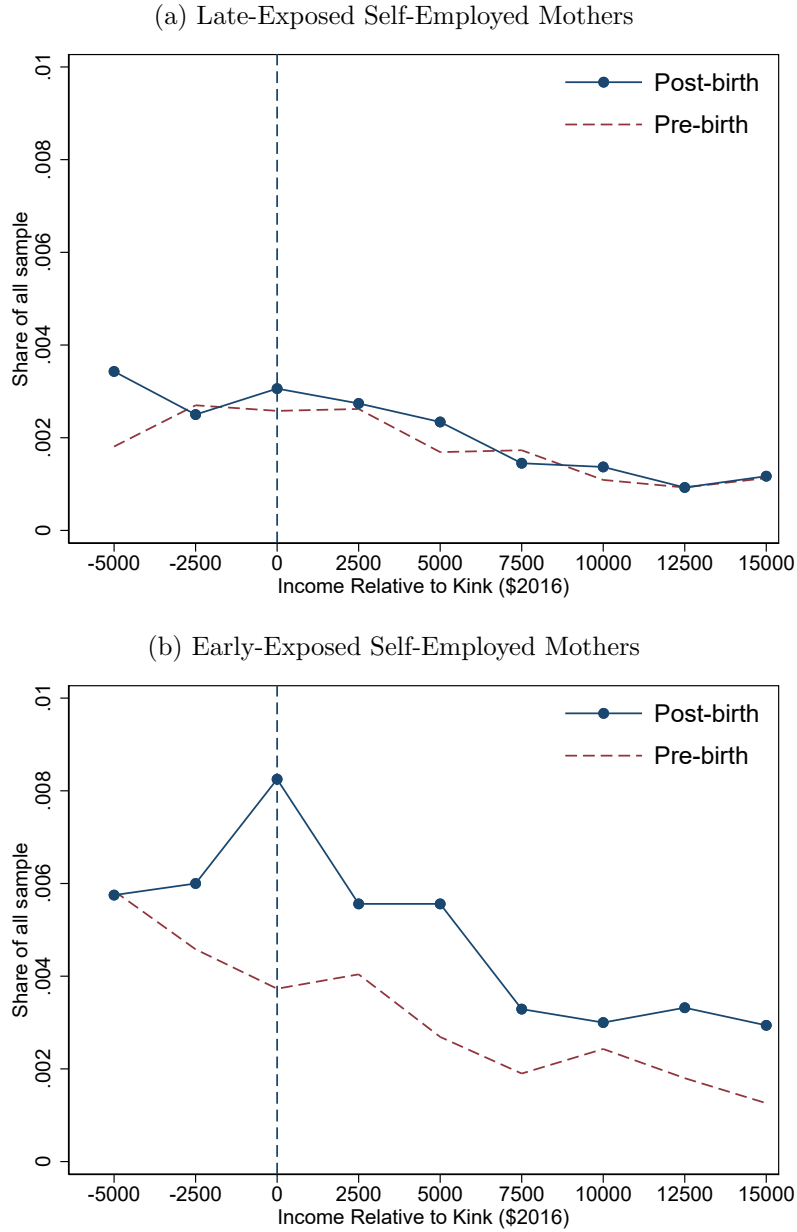 (a) Late-Exposed Self-Employed Mothers
Post-birth
Pre-birth
Share of all sample
.01
.008
.006
.004
.002
0
-5000 -2500 0 2500 5000 7500 10000 12500 15000
Income Relative to Kink ($2016)
(b) Early-Exposed Self-Employed Mothers
Post-birth
Pre-birth
Share of all sample
.01
.008
.006
.004
.002
0
-5000 -2500 0 2500 5000 7500 10000 12500 15000
Income Relative to Kink ($2016)